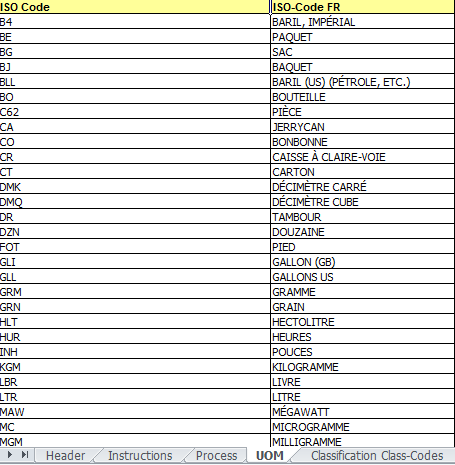 ISO Code ISO-Code FR
B4 BARIL, IMPÉRIAL
BE PAQUET
BG SAC
BJ BAQUET
BLL BARIL (US) (PÉTROLE, ETC.)
BO BOUTEILLE
C62 PIÈCE
CA JERRYCAN
CO BONBONNE
CR CAISSE À CLAIRE-VOIE
CT CARTON
DMK DÉCIMÈTRE CARRÉ
DMQ DÉCIMÈTRE CUBE
DR TAMBOUR
DZN DOUZAINE
FOT PIED
GLI GALLON (GB)
GLL GALLONS US
GRM GRAMME
GRN GRAIN
HLT HECTOLITRE
HUR HEURES
INH POUCES
KGM KILOGRAMME
LBR LIVRE
LTR LITRE
MAW MÉGAWATT
MC MICROGRAMME
MGM MILLIGRAMME
Header Instructions Process UOM Classification Class-Codes